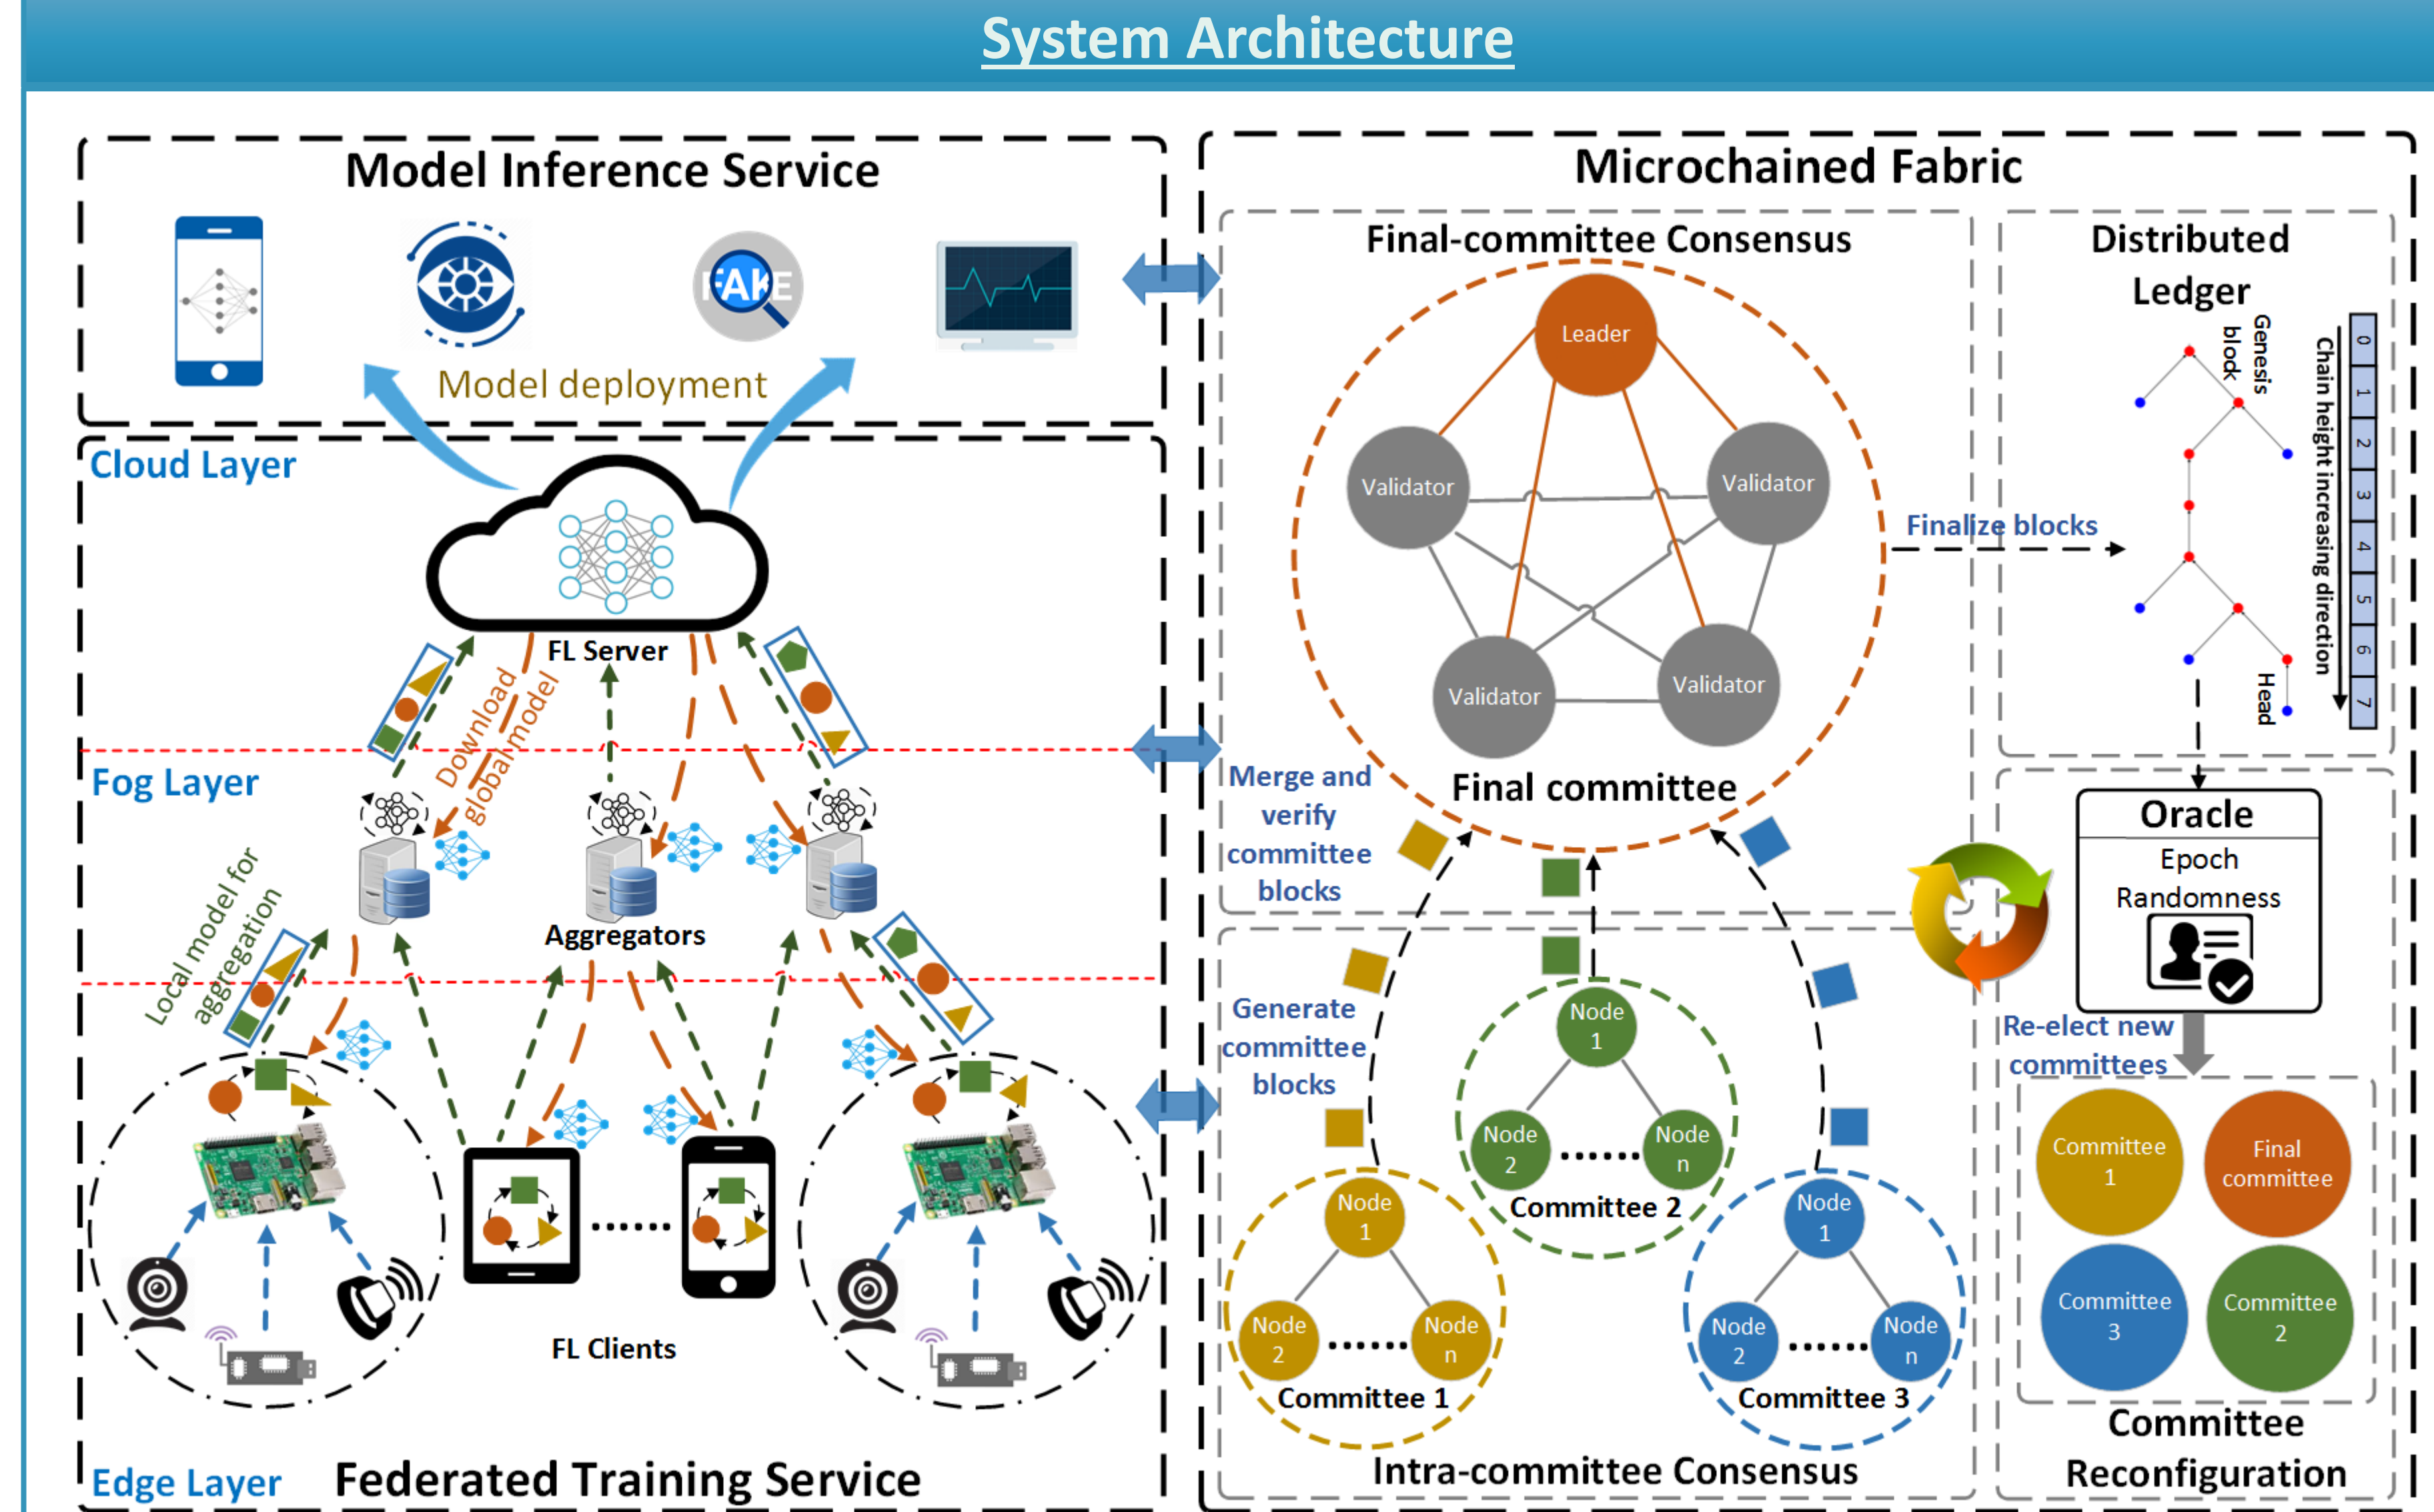 System Architecture
Model Inference Service
FAKE
Model deployment
Cloud Layer
FL Server
Download
global model
Fog Layer
Local model for
aggregation
Aggregators
FL Clients
Edge Layer
Federated Training Service
Microchained Fabric
Final-committee Consensus
Leader
Validator
Validator
Validator
Validator
Final committee
Merge and
verify
committee
blocks
Finalize blocks
Distributed
Ledger
Genesis
block
Chain height increasing direction
0
1
2
3
4
5
6
7
Head
Generate
committee
blocks
Node
1
Node
2
Node
n
Committee 2
Node
1
Node
2
Node
n
Committee 1
Node
1
Node
2
Node
n
Committee 3
Intra-committee Consensus
Oracle
Epoch
Randomness
Re-elect new
committees
Committee
1
Final
committee
Committee
3
Committee
2
Committee
Reconfiguration